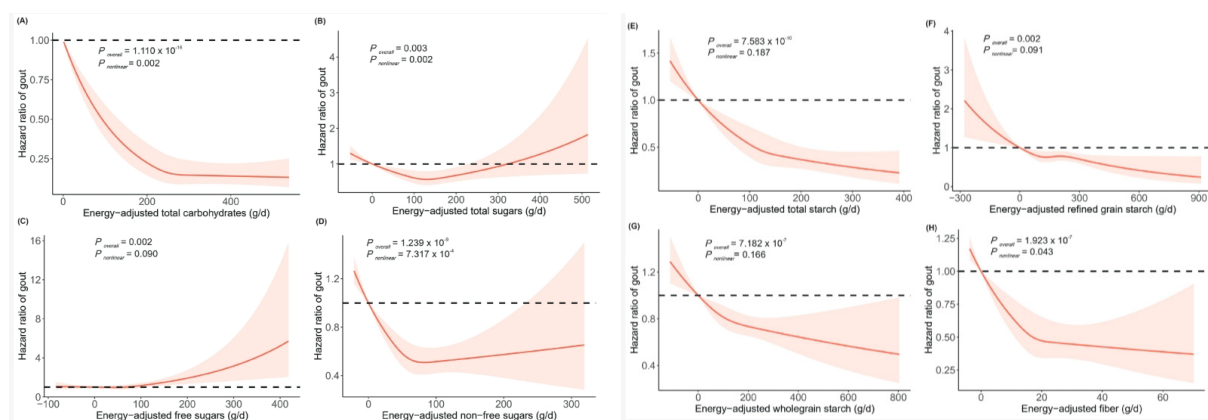 (A)
Hazard ratio of gout
1.00
0.75
0.50
0.25
P overall = 1.110 x 10⁻¹⁵
P nonlinear = 0.002
0 200 400
Energy-adjusted total carbohydrates (g/d)
(B)
Hazard ratio of gout
4
3
2
1
P overall = 0.003
P nonlinear = 0.002
0 100 200 300 400 500
Energy-adjusted total sugars (g/d)
(C)
Hazard ratio of gout
16
12
8
4
1
P overall = 0.002
P nonlinear = 0.090
-100 0 100 200 300 400
Energy-adjusted free sugars (g/d)
(D)
Hazard ratio of gout
1.2
0.8
0.4
P overall = 1.239 x 10
P nonlinear = 7.317 x 10⁻⁴
0 100 200 300
Energy-adjusted non-free sugars (g/d)
(E)
Hazard ratio of gout
1.5
1.0
0.5
P overall = 7.583 x 10
P nonlinear = 0.187
0 100 200 300 400
Energy-adjusted total starch (g/d)
(F)
Hazard ratio of gout
4
3
2
1
0
P overall = 0.002
P nonlinear = 0.091
-300 0 300 600 900
Energy-adjusted refined grain starch (g/d)
(G)
Hazard ratio of gout
1.2
1.0
0.8
0.4
P overall = 7.182 x 10⁻⁷
P nonlinear = 0.166
0 200 400 600 800
Energy-adjusted wholegrain starch (g/d)
(H)
Hazard ratio of gout
1.25
1.00
0.75
0.50
0.25
P overall = 1.923 x 10⁻⁷
P nonlinear = 0.043
0 20 40 60
Energy-adjusted fiber (g/d)